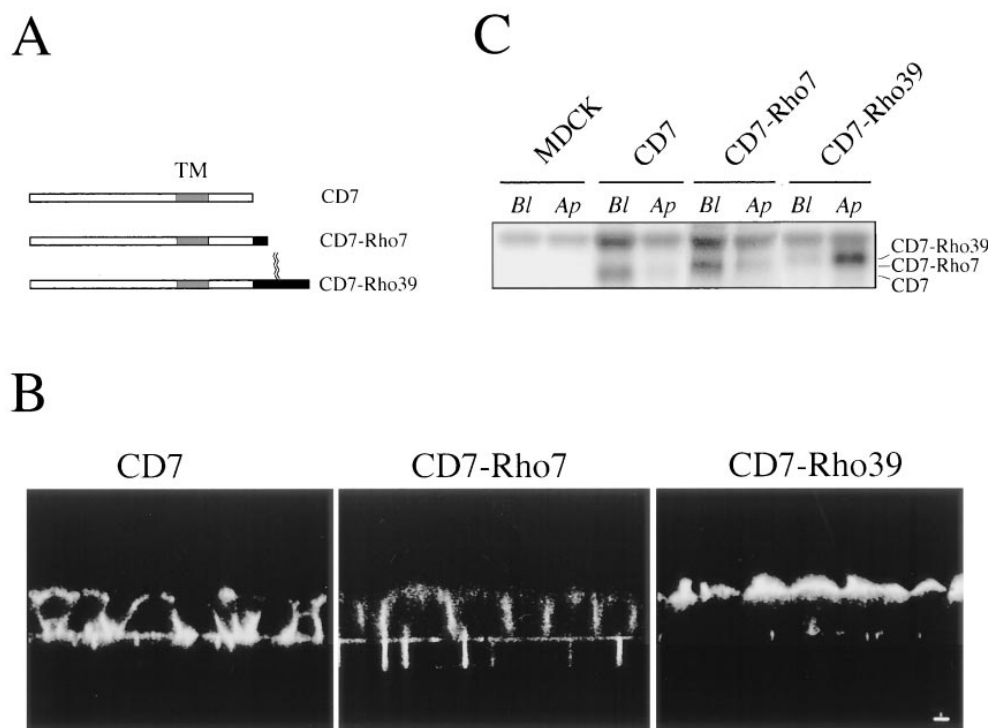 A
TM
CD7
CD7-Rho7
CD7-Rho39
C
MDCK
CD7
CD7-Rho7
CD7-Rho39
Bl Ap Bl Ap Bl Ap Bl Ap
CD7-Rho39
CD7-Rho7
CD7
B
CD7 CD7-Rho7 CD7-Rho39